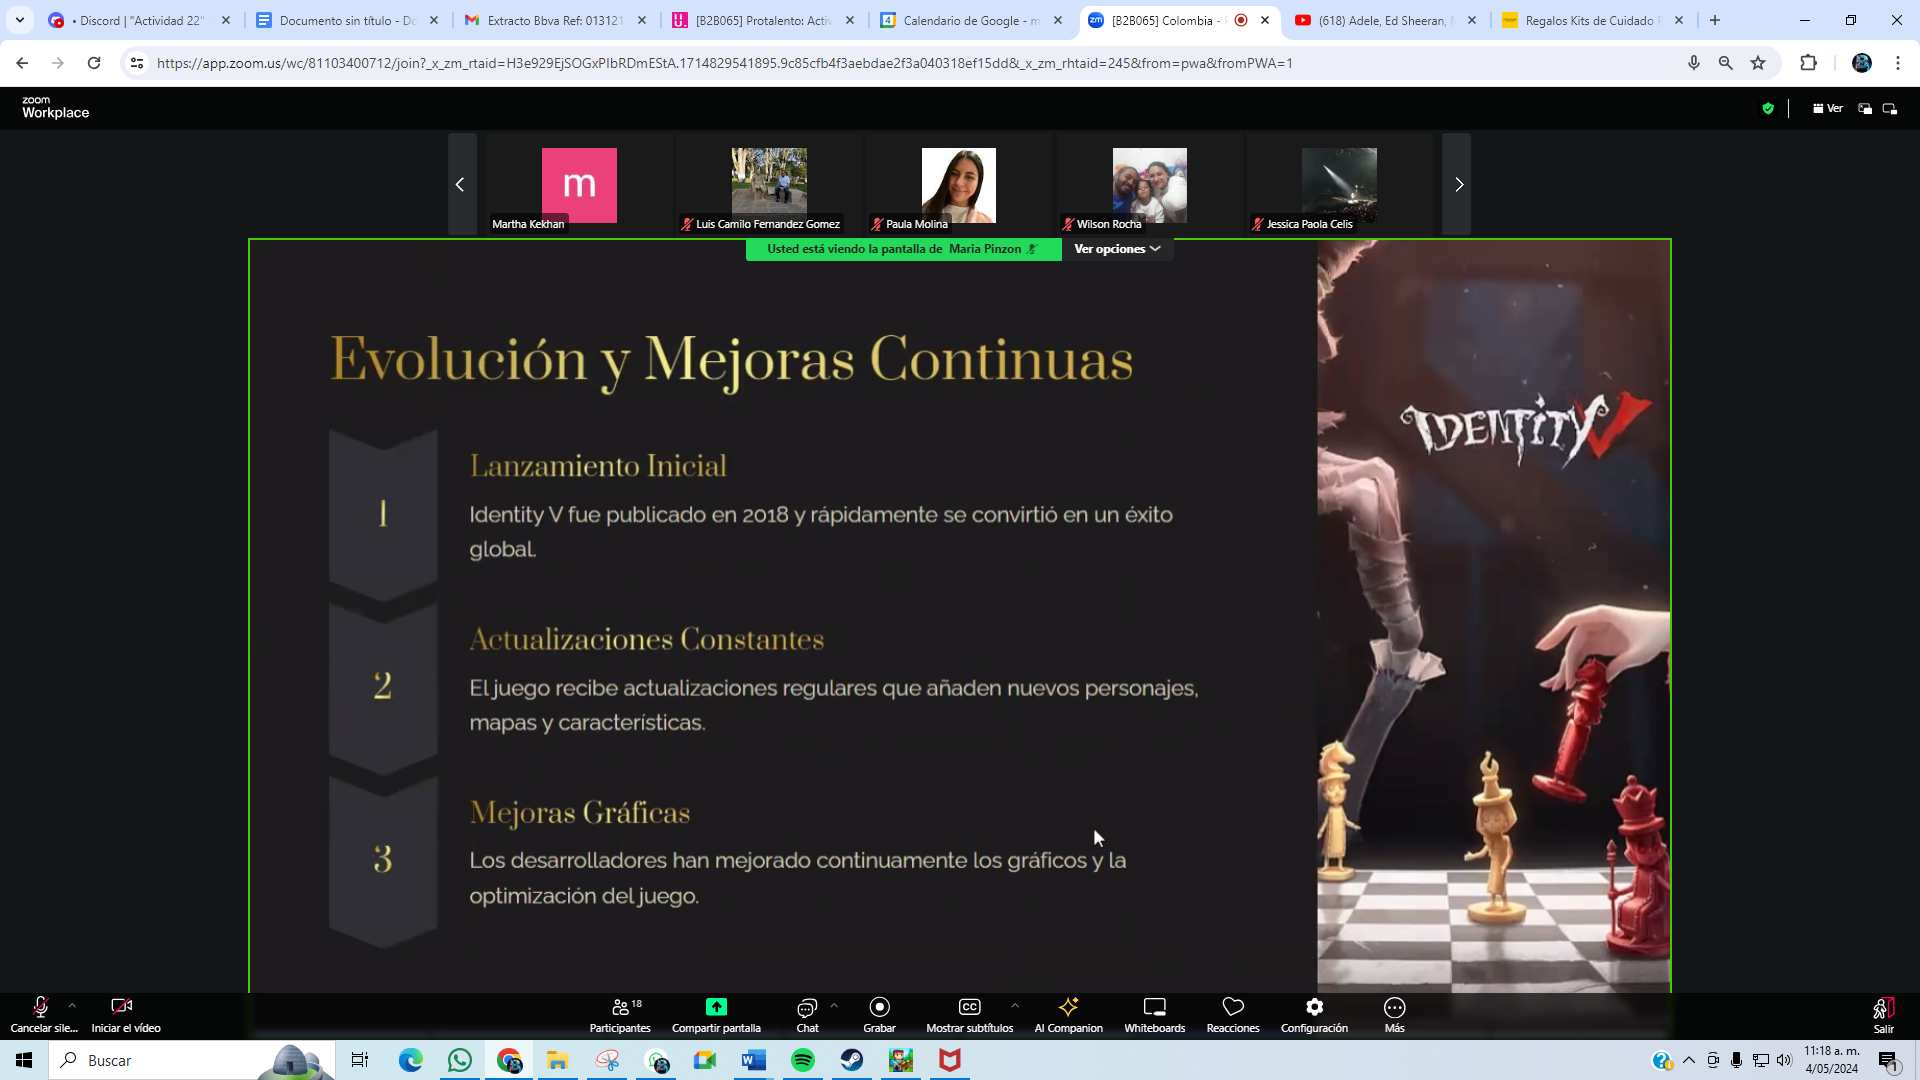 • Discord | "Actividad 22"
Documento sin título - Do
Extracto Bbva Ref: 013121
[B2B065] Protalento: Activ
Calendario de Google - m
[B2B065] Colombia -
(618) Adele, Ed Sheeran,
Regalos Kits de Cuidado
https://app.zoom.us/wc/81103400712/join?_x_zm_rtaid=H3e929EjSOGxPIbRDmEStA.1714829541895.9c85cfb4f3aebdae2f3a040318ef15dd&_x_zm_rhtaid=245&from=pwa&fromPWA=1
zoom
Workplace
Ver
m
Martha Kekhan
Luis Camilo Fernandez Gomez
Paula Molina
Wilson Rocha
Jessica Paola Celis
Usted está viendo la pantalla de Maria Pinzon
Ver opciones
Evolución y Mejoras Continuas
IDENTITY V
1
Lanzamiento Inicial
Identity V fue publicado en 2018 y rápidamente se convirtió en un éxito
global.
2
Actualizaciones Constantes
El juego recibe actualizaciones regulares que añaden nuevos personajes,
mapas y características.
3
Mejoras Gráficas
Los desarrolladores han mejorado continuamente los gráficos y la
optimización del juego.
Cancelar sile...
Iniciar el vídeo
18
Participantes
Compartir pantalla
Chat
Grabar
CC
Mostrar subtítulos
AI Companion
Whiteboards
Reacciones
Configuración
Más
Salir
Buscar
11:18 a. m.
4/05/2024
1